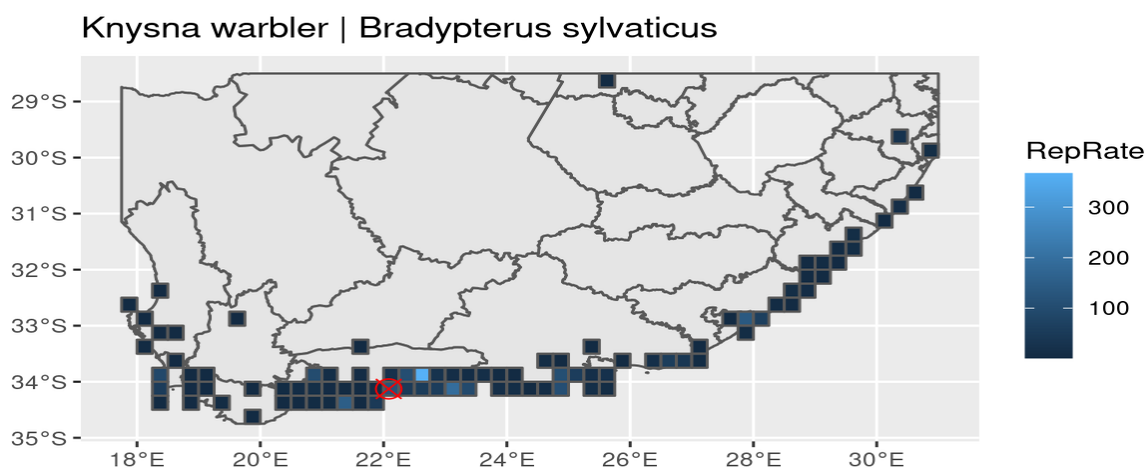 Knysna warbler | Bradypterus sylvaticus
29°S
30°S
31°S
32°S
33°S
34°S
35°S
18°E
20°E
22°E
24°E
26°E
28°E
30°E
RepRate
300
200
100